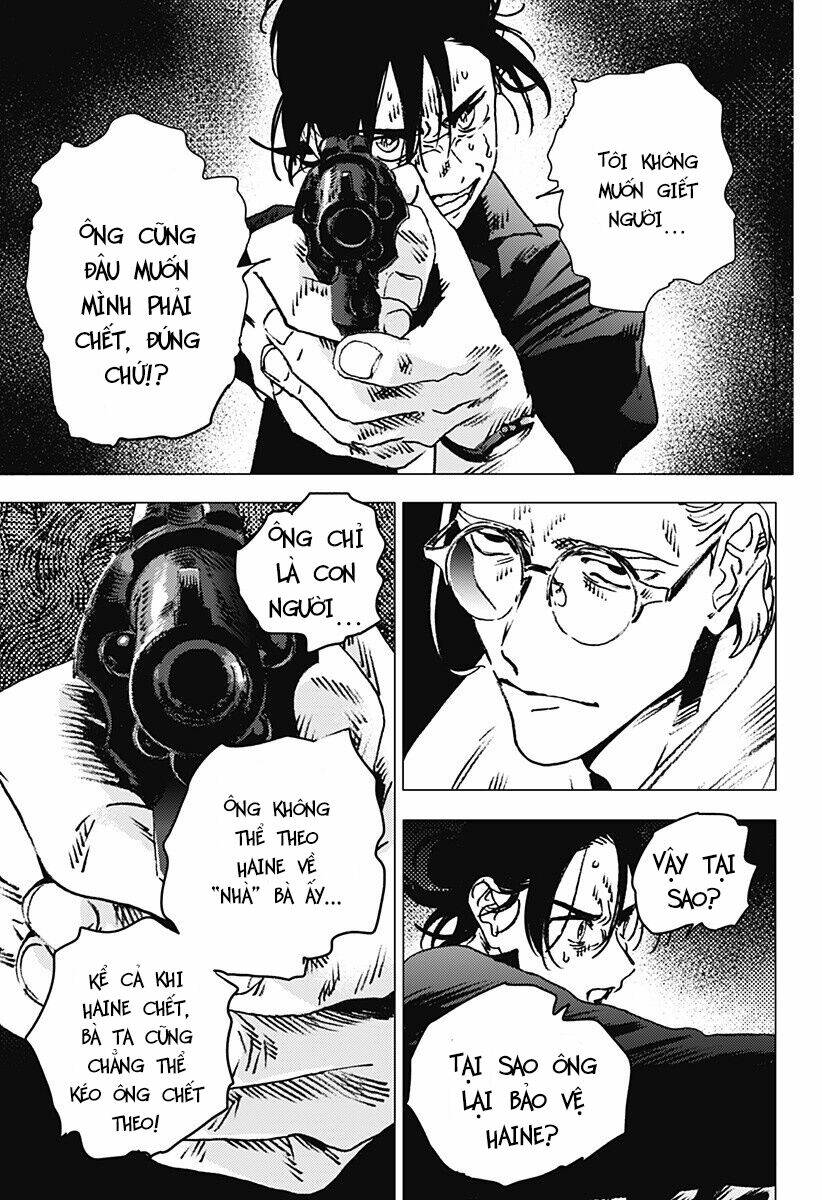 TÔI KHÔNG
MUỐN GIẾT
NGƯỜI...
ÔNG CŨNG
ĐÂU MUỐN
MÌNH PHẢI
CHẾT, ĐÚNG
CHỨ!?
VẬY TẠI
SAO?
TẠI SAO ÔNG
LẠI BẢO VỆ
HAINE?
ÔNG CHỈ
LÀ CON
NGƯỜI...
ÔNG KHÔNG
THỂ THEO
HAINE VỀ
"NHÀ" BÀ ẤY...
KỂ CẢ KHI
HAINE CHẾT,
BÀ TA CŨNG
CHẲNG THỂ
KÉO ÔNG CHẾT
THEO!